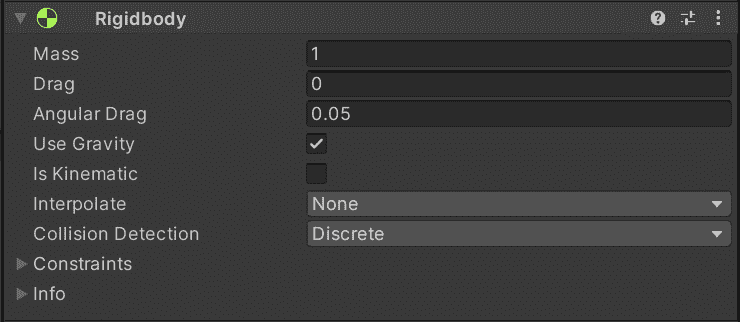 Rigidbody
Mass 1
Drag 0
Angular Drag 0.05
Use Gravity
Is Kinematic
Interpolate None
Collision Detection Discrete
Constraints
Info